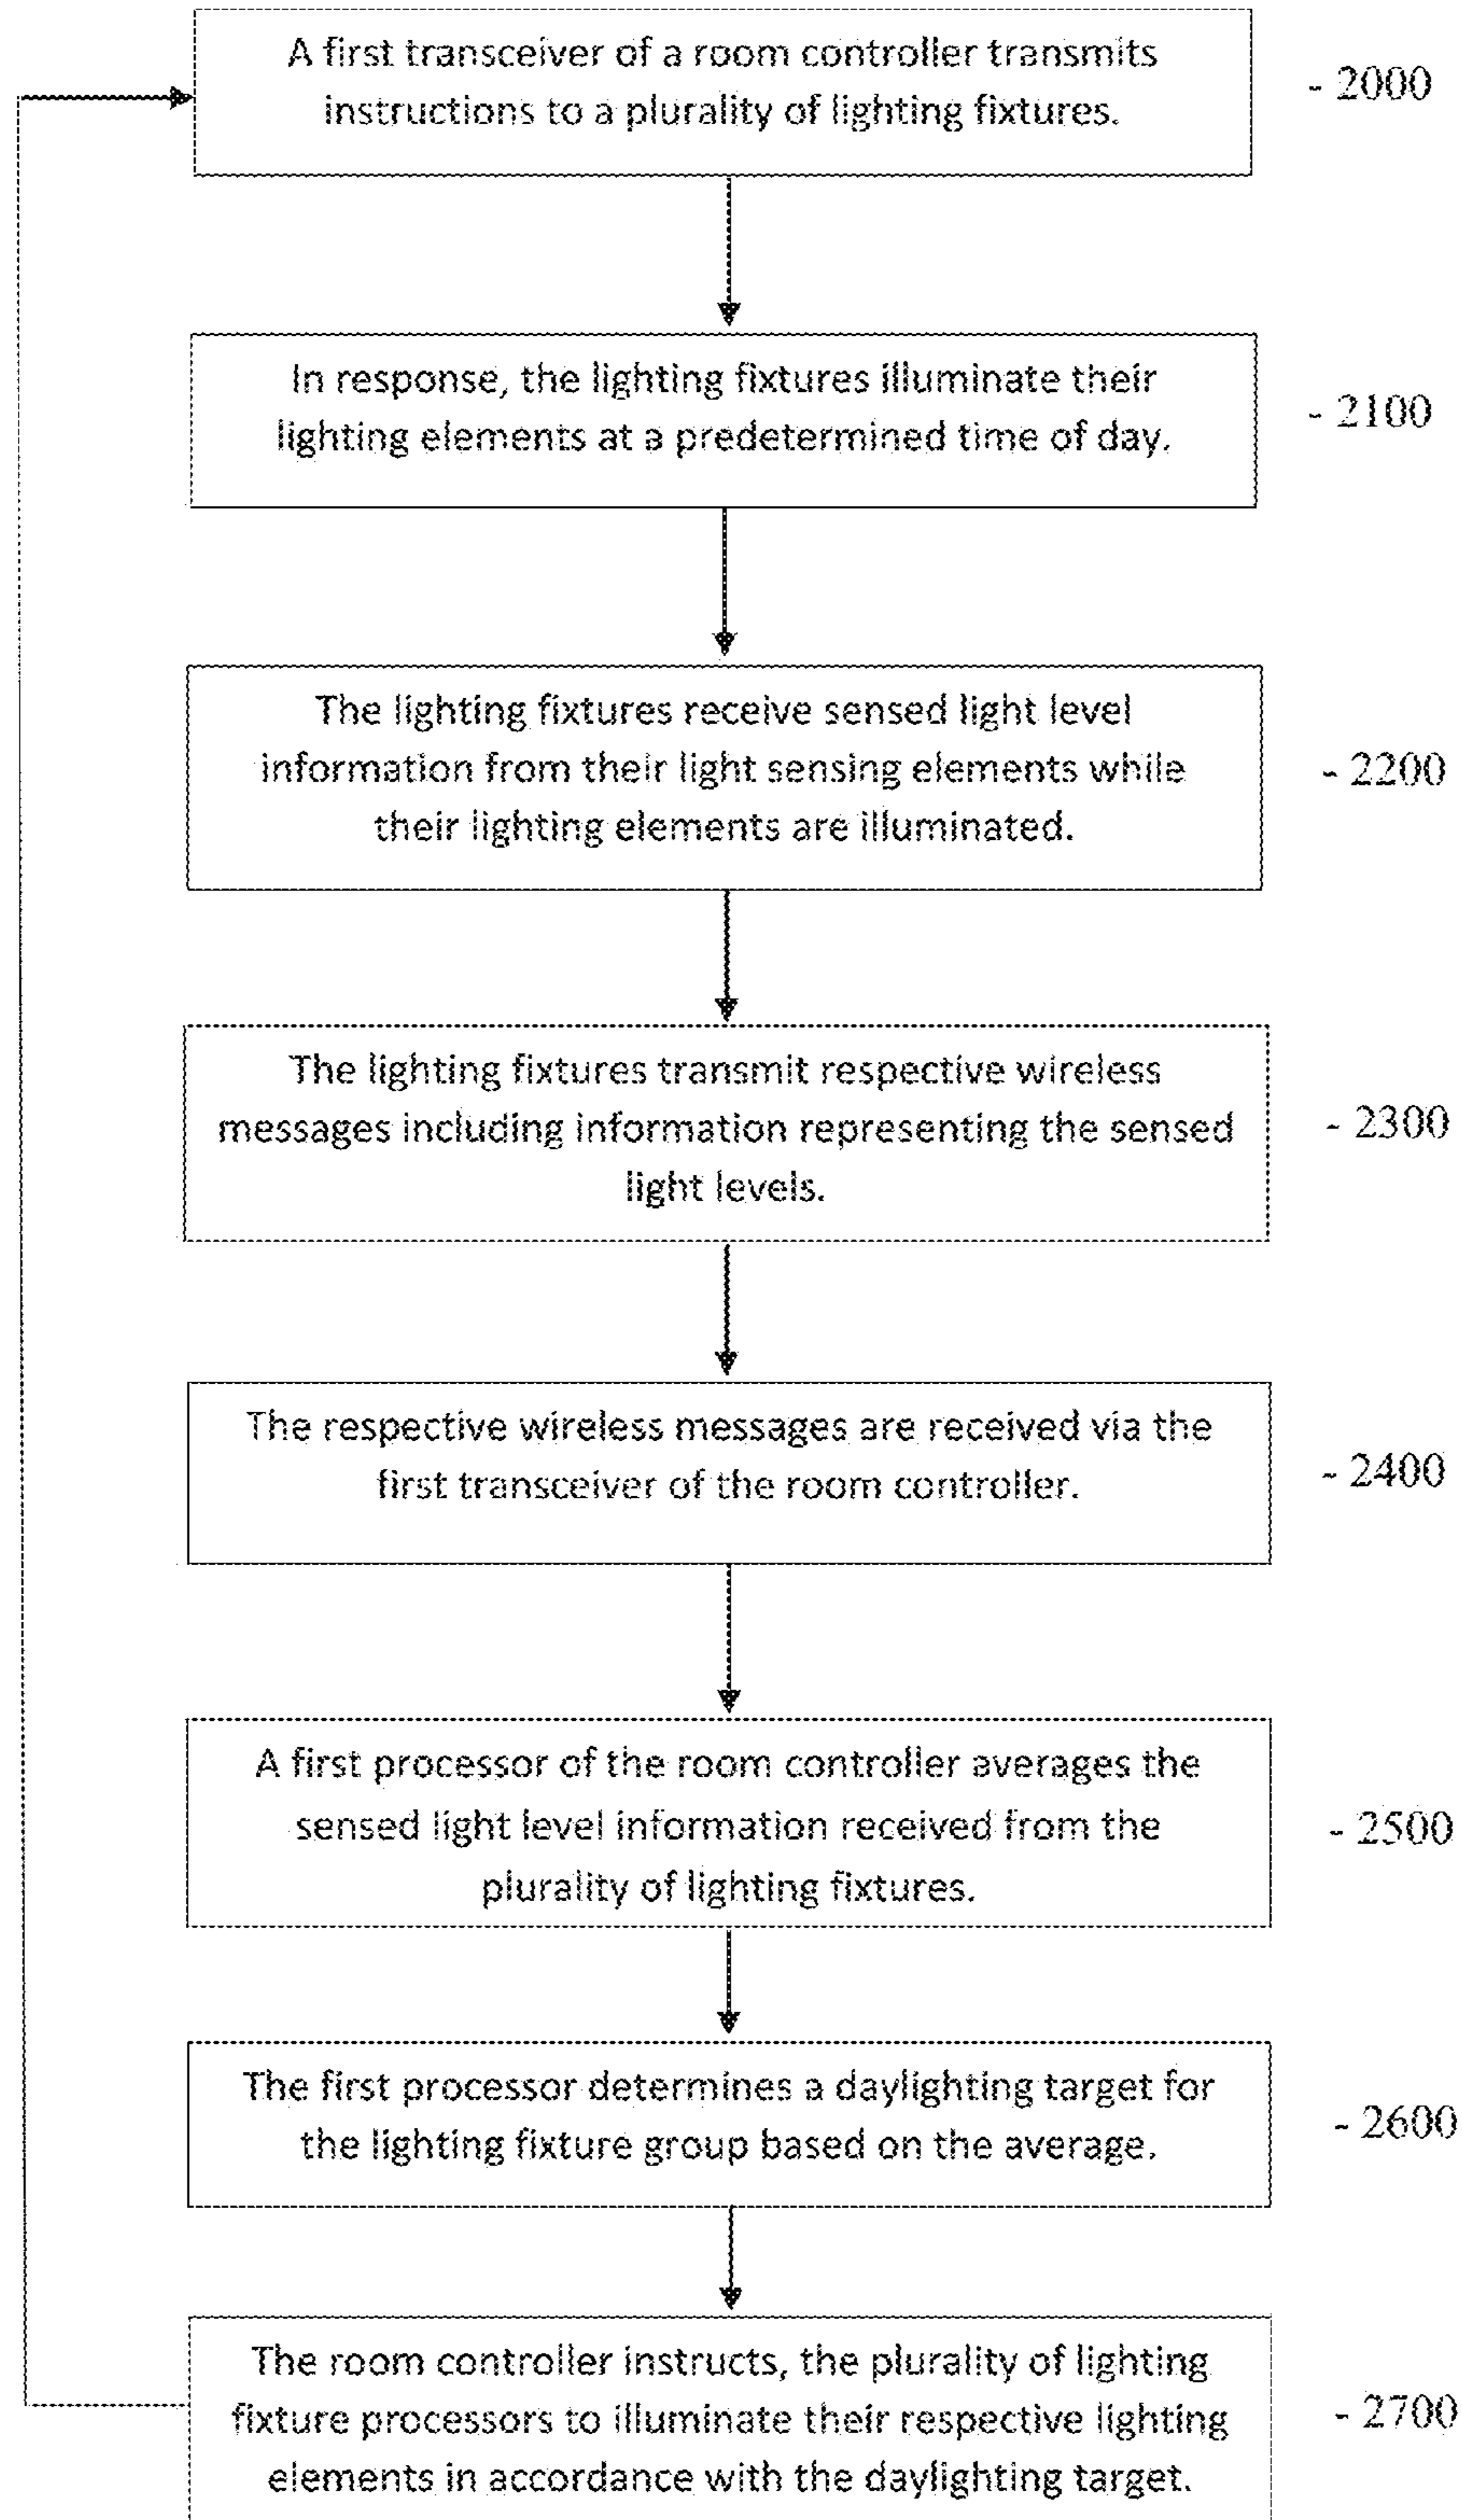 A first transceiver of a room controller transmits
instructions to a plurality of lighting fixtures.
- 2000
In response, the lighting fixtures illuminate their
lighting elements at a predetermined time of day.
- 2100
The lighting fixtures receive sensed light level
information from their light sensing elements while
their lighting elements are illuminated.
- 2200
The lighting fixtures transmit respective wireless
messages including information representing the sensed
light levels.
- 2300
The respective wireless messages are received via the
first transceiver of the room controller.
- 2400
A first processor of the room controller averages the
sensed light level information received from the
plurality of lighting fixtures.
- 2500
The first processor determines a daylighting target for
the lighting fixture group based on the average.
- 2600
The room controller instructs, the plurality of lighting
fixture processors to illuminate their respective lighting
elements in accordance with the daylighting target.
- 2700